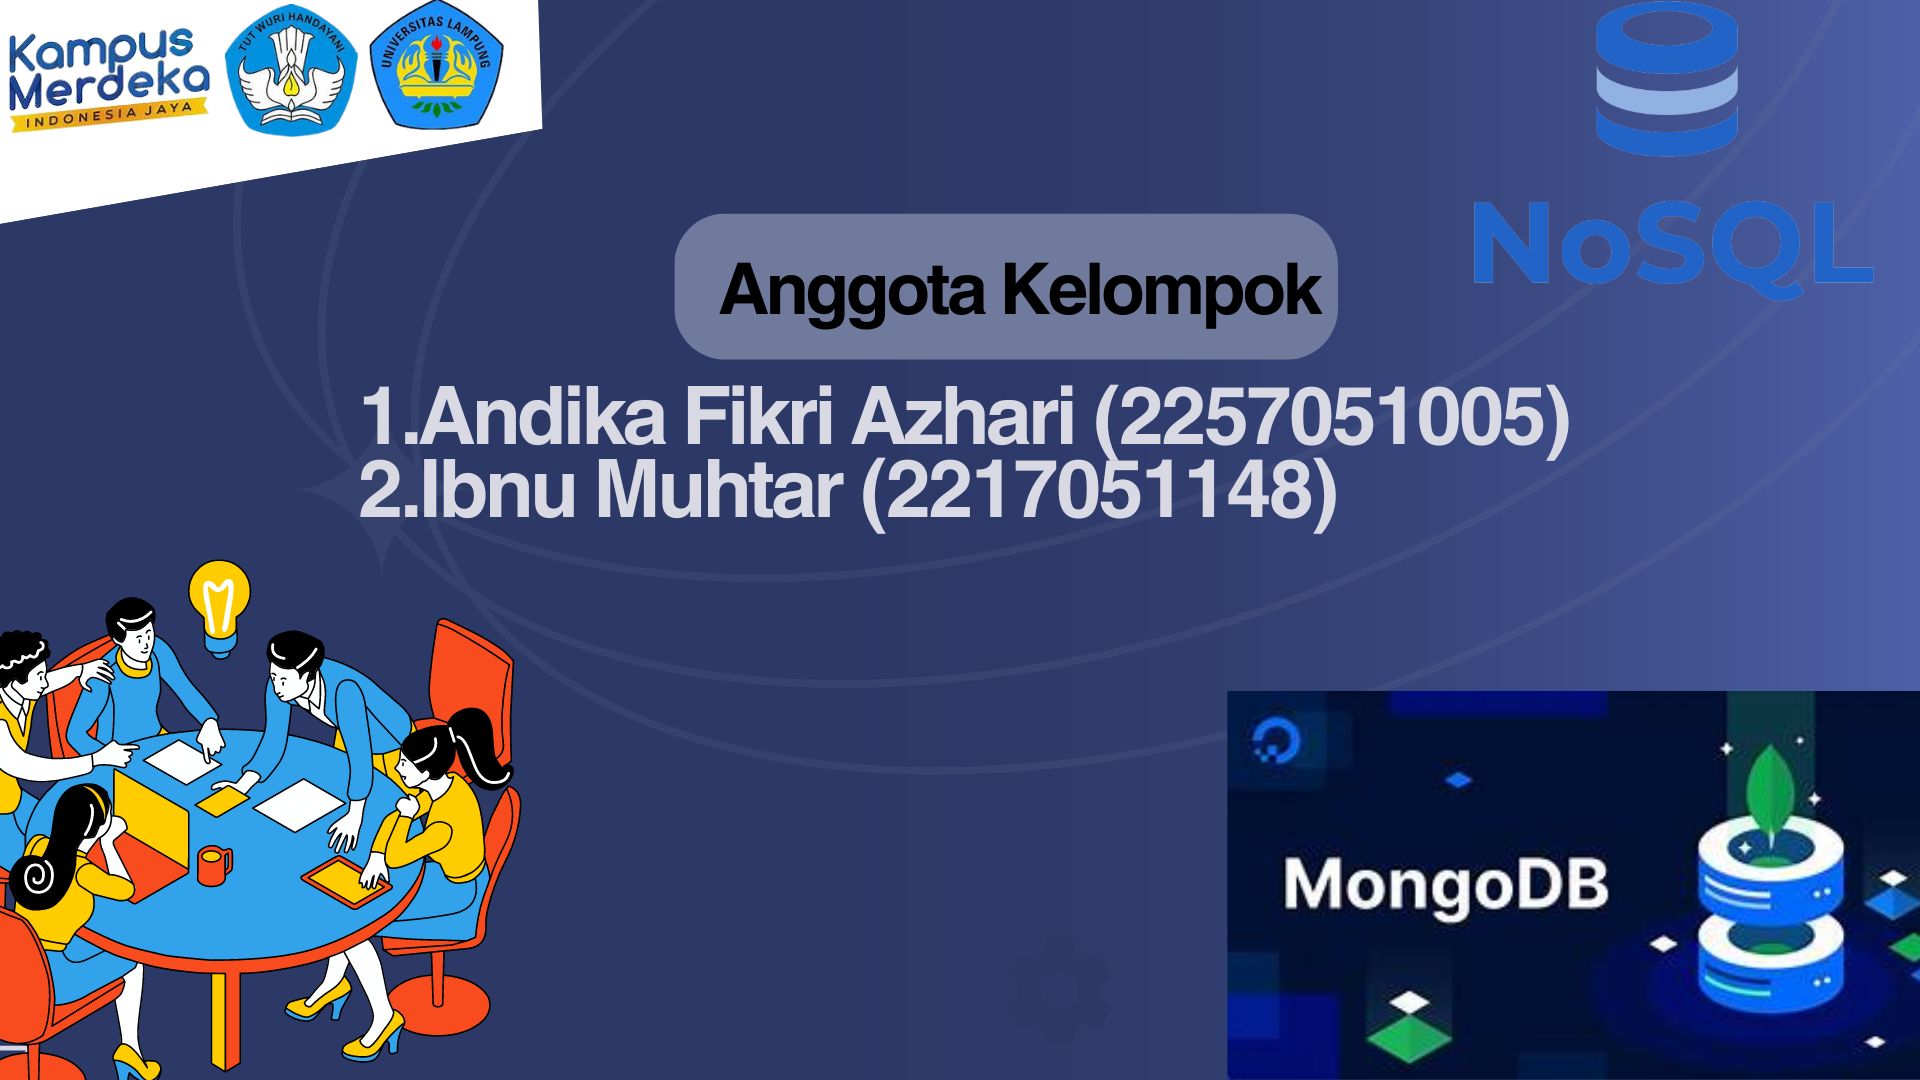 Kampus
Merdeka
INDONESIA JAYA
TUT WURI HANDAYANI
UNIVERSITAS LAMPUNG
NoSQL
Anggota Kelompok
1.Andika Fikri Azhari (2257051005)
2.Ibnu Muhtar (2217051148)
MongoDB